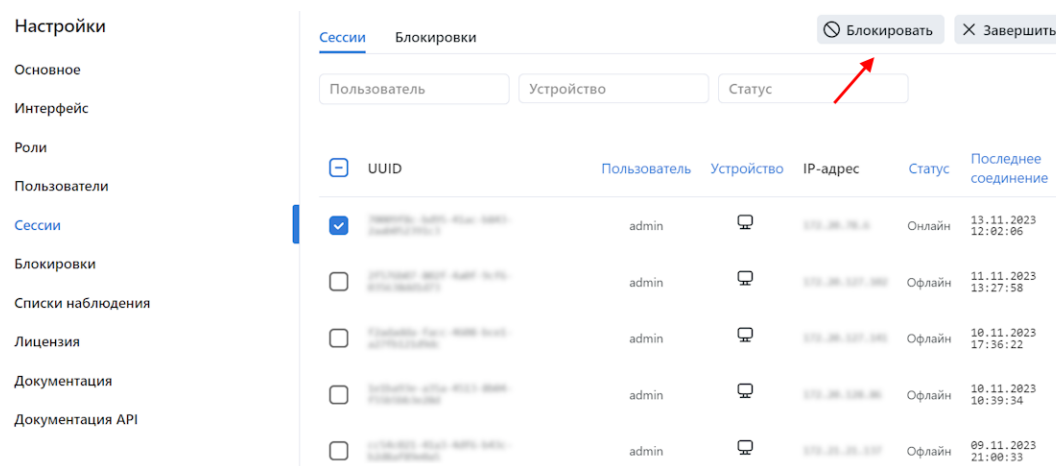 Настройки
Основное
Интерфейс
Роли
Пользователи
Сессии
Блокировки
Списки наблюдения
Лицензия
Документация
Документация API
Сессии Блокировки Блокировать Завершить
Пользователь Устройство Статус
UUID Пользователь Устройство IP-адрес Статус Последнее
соединение
admin Онлайн 13.11.2023
12:02:06
admin Офлайн 11.11.2023
13:27:58
admin Офлайн 10.11.2023
17:36:22
admin Офлайн 10.11.2023
10:39:34
admin Офлайн 09.11.2023
21:00:33